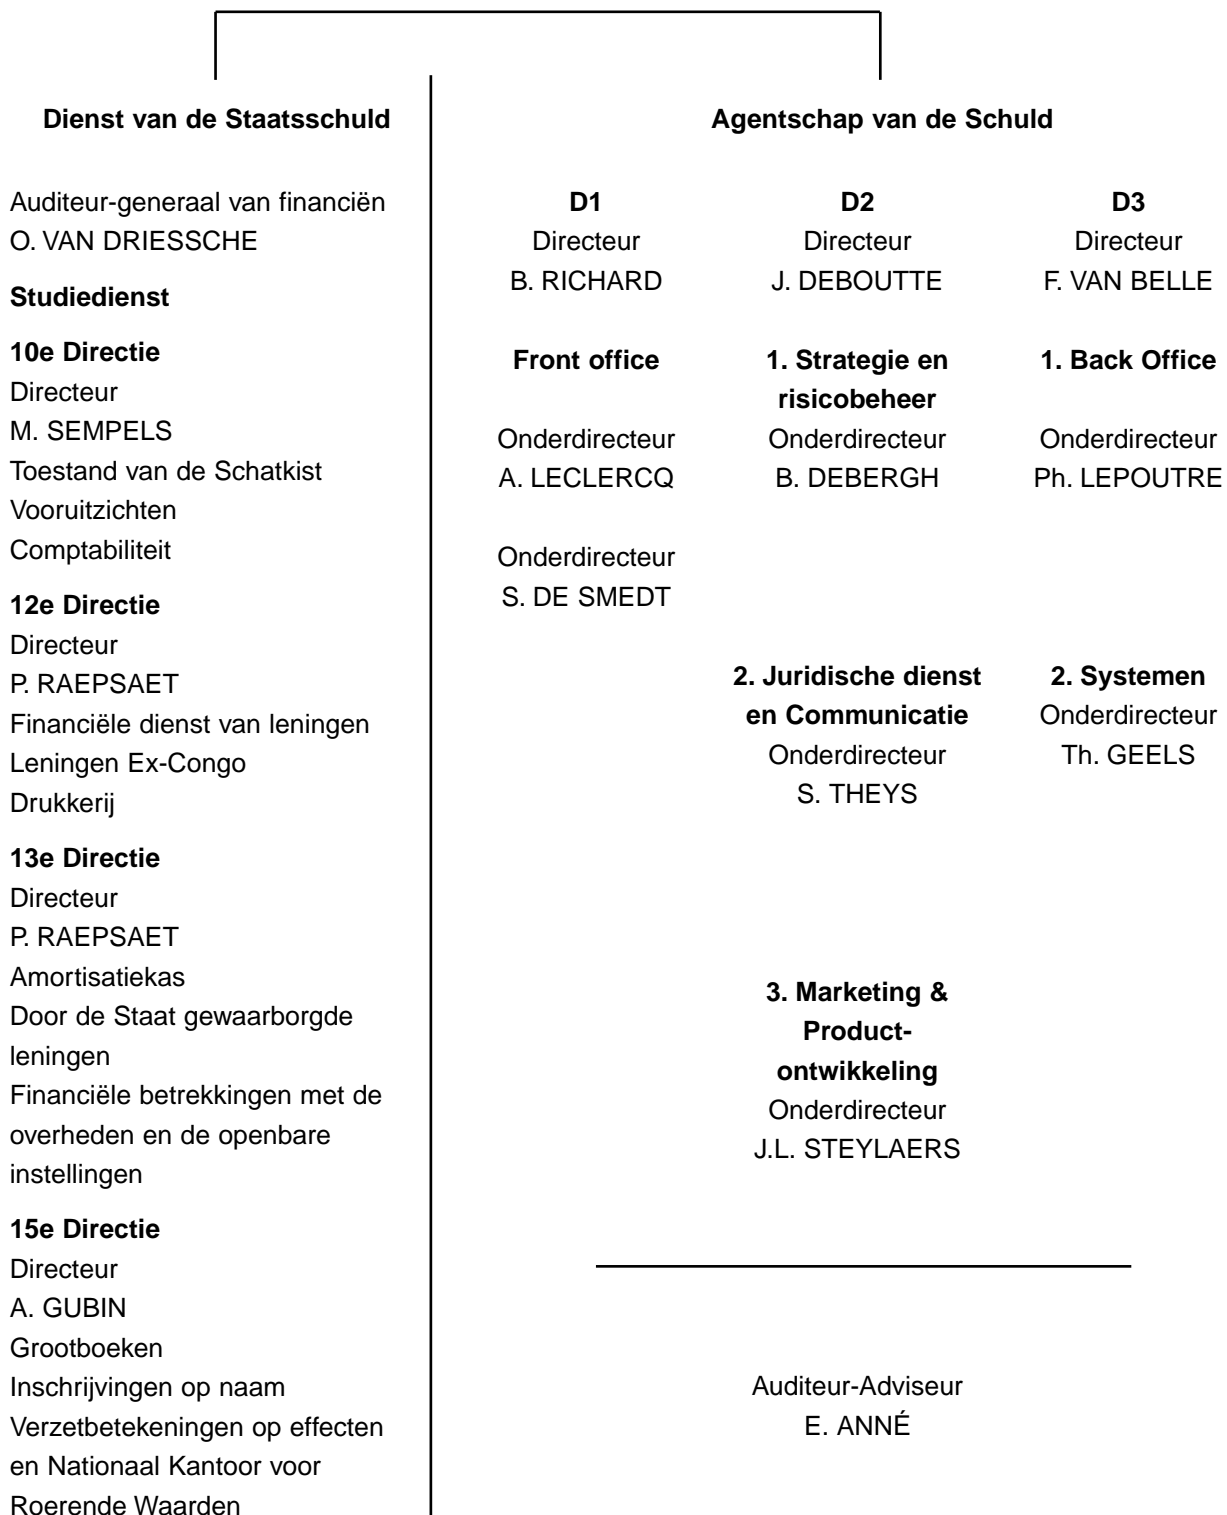 Dienst van de Staatsschuld
Auditeur-generaal van financiën
O. VAN DRIESSCHE
Studiedienst
10e Directie
Directeur
M. SEMPELS
Toestand van de Schatkist
Vooruitzichten
Comptabiliteit
12e Directie
Directeur
P. RAEPSAET
Financiële dienst van leningen
Leningen Ex-Congo
Drukkerij
13e Directie
Directeur
P. RAEPSAET
Amortisatiekas
Door de Staat gewaarborgde
leningen
Financiële betrekkingen met de
overheden en de openbare
instellingen
15e Directie
Directeur
A. GUBIN
Grootboeken
Inschrijvingen op naam
Verzetbetekeningen op effecten
en Nationaal Kantoor voor
Roerende Waarden
Agentschap van de Schuld
D1
Directeur
B. RICHARD
Front office
Onderdirecteur
A. LECLERCQ
Onderdirecteur
S. DE SMEDT
D2
Directeur
J. DEBOUTTE
1. Strategie en
risicobeheer
Onderdirecteur
B. DEBERGH
2. Juridische dienst
en Communicatie
Onderdirecteur
S. THEYS
3. Marketing &
Product-
ontwikkeling
Onderdirecteur
J.L. STEYLAERS
D3
Directeur
F. VAN BELLE
1. Back Office
Onderdirecteur
Ph. LEPOUTRE
2. Systemen
Onderdirecteur
Th. GEELS
Auditeur-Adviseur
E. ANNÉ